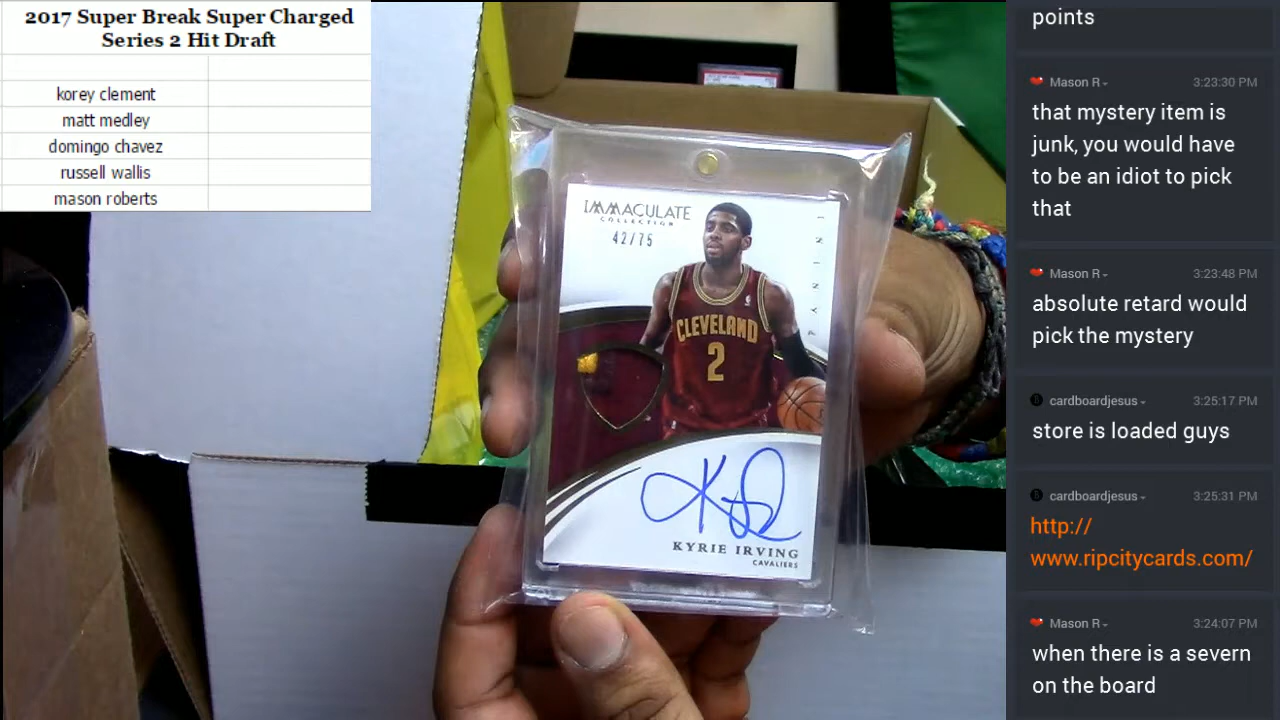 2017 Super Break Super Charged
Series 2 Hit Draft
korey clement
matt medley
domingo chavez
russell wallis
mason roberts
IMMACULATE
COLLECTION
42/75
PANINI
CLEVELAND
2
KYRIE IRVING
CAVALIERS
points
Mason R
3:23:30 PM
that mystery item is
junk, you would have
to be an idiot to pick
that
Mason R
3:23:48 PM
absolute retard would
pick the mystery
cardboardjesus
3:25:17 PM
store is loaded guys
cardboardjesus
3:25:31 PM
http://
www.ripcitycards.com/
Mason R
3:24:07 PM
when there is a severn
on the board